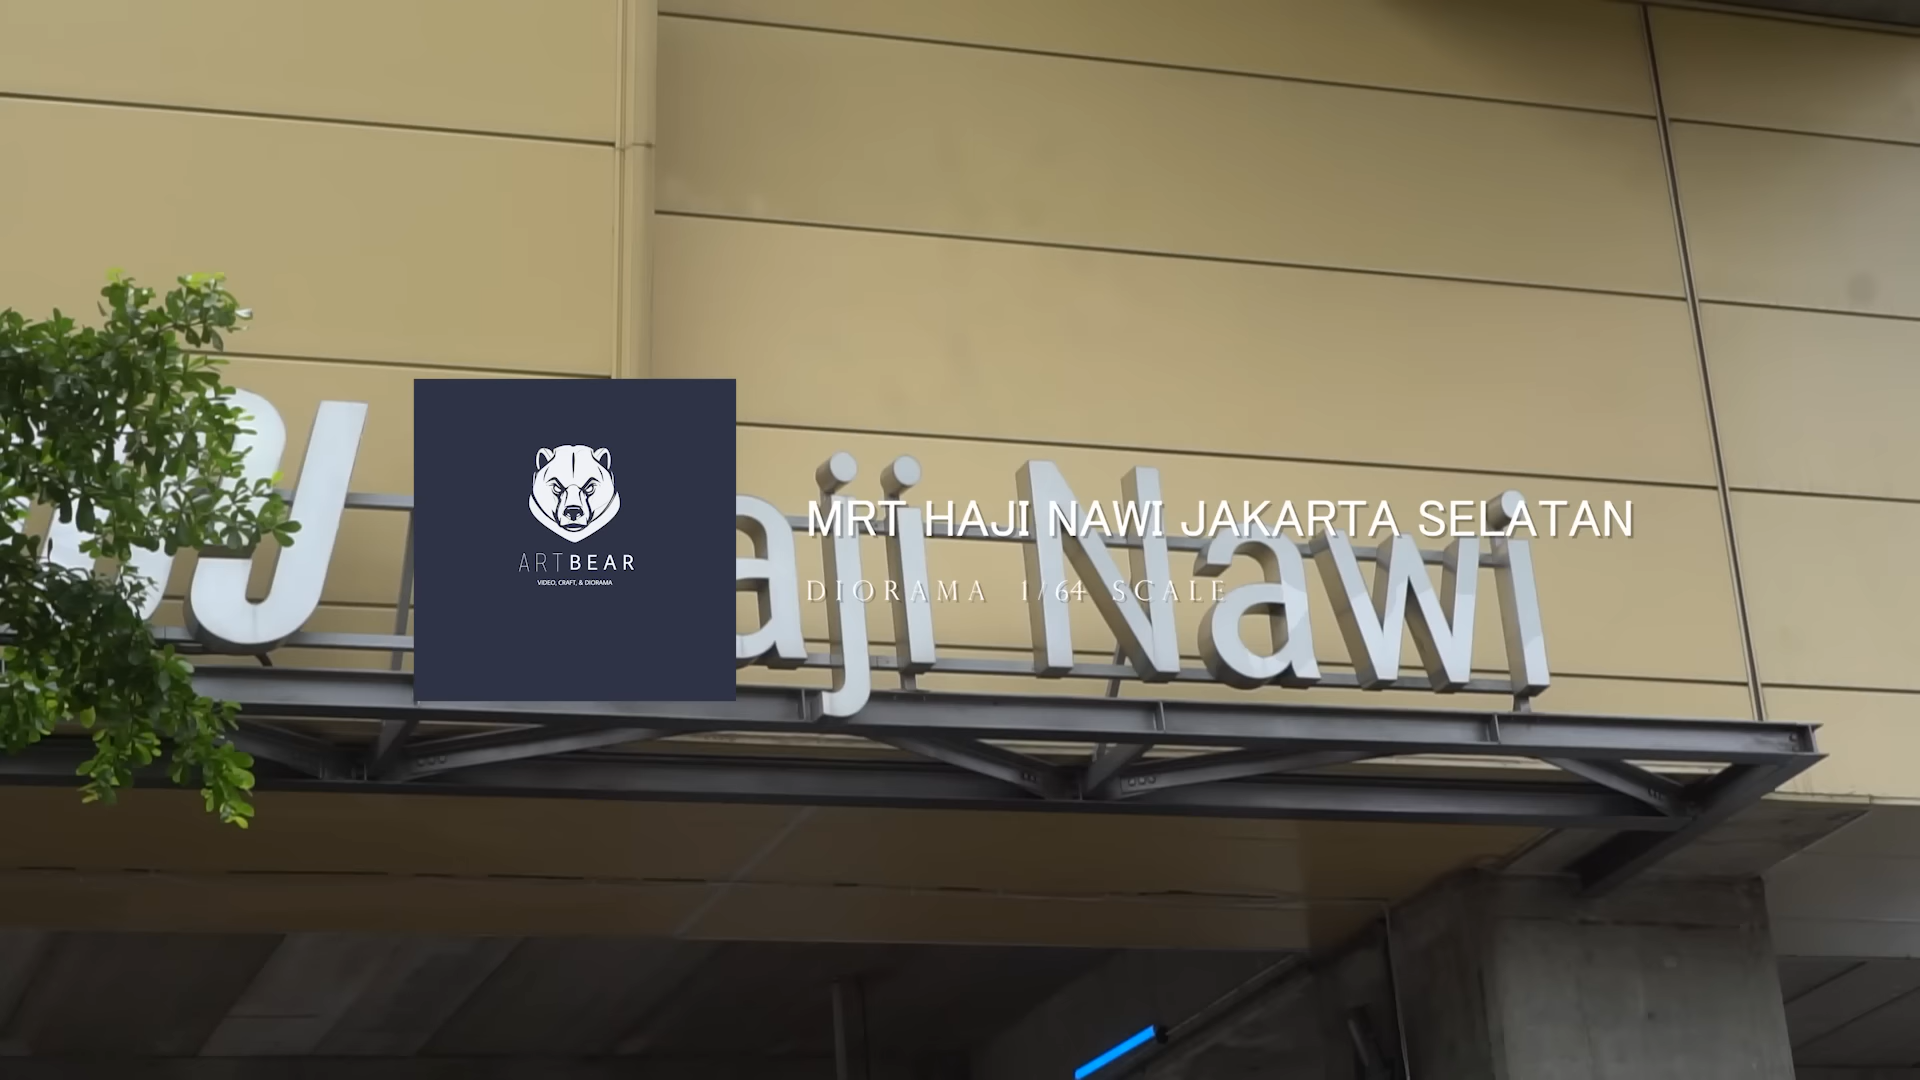 aji Nawi
ARTBEAR
VIDEO, CRAFT, & DIORAMA
MRT HAJI NAWI JAKARTA SELATAN
DIORAMA 1/64 SCALE